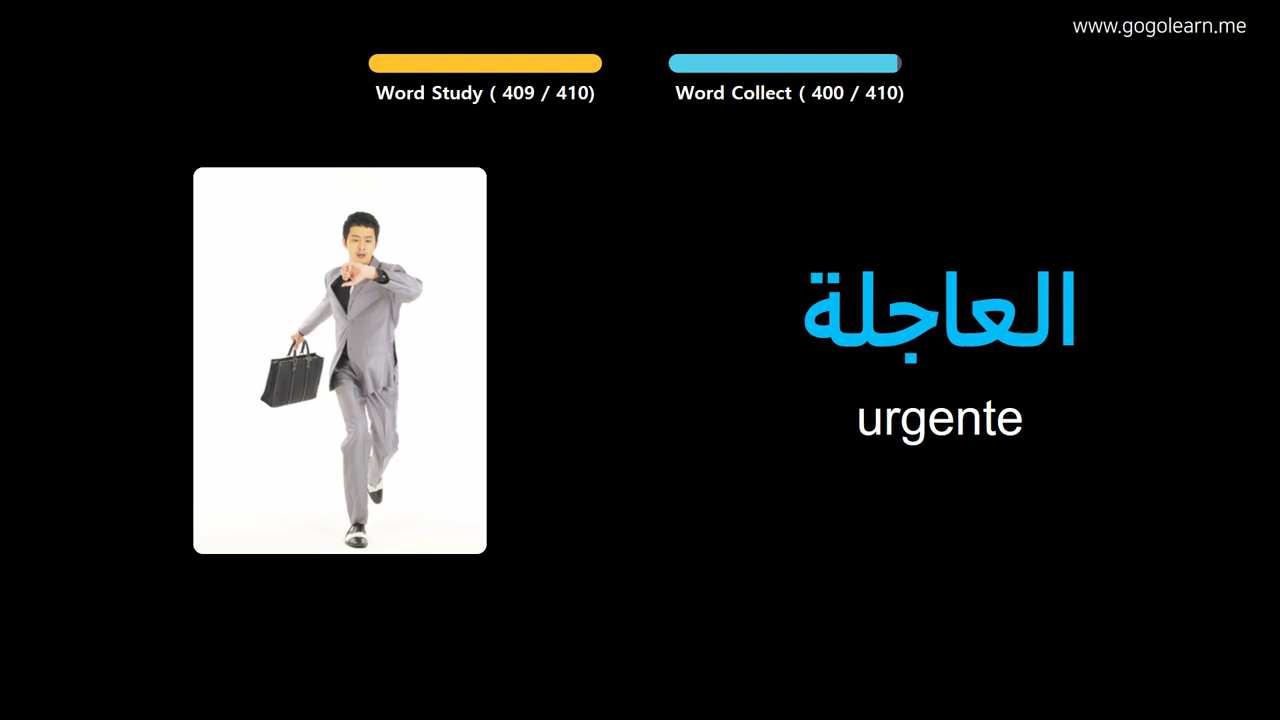 www.gogolearn.me
Word Study ( 409 / 410)
Word Collect ( 400 / 410)
العاجلة
urgente